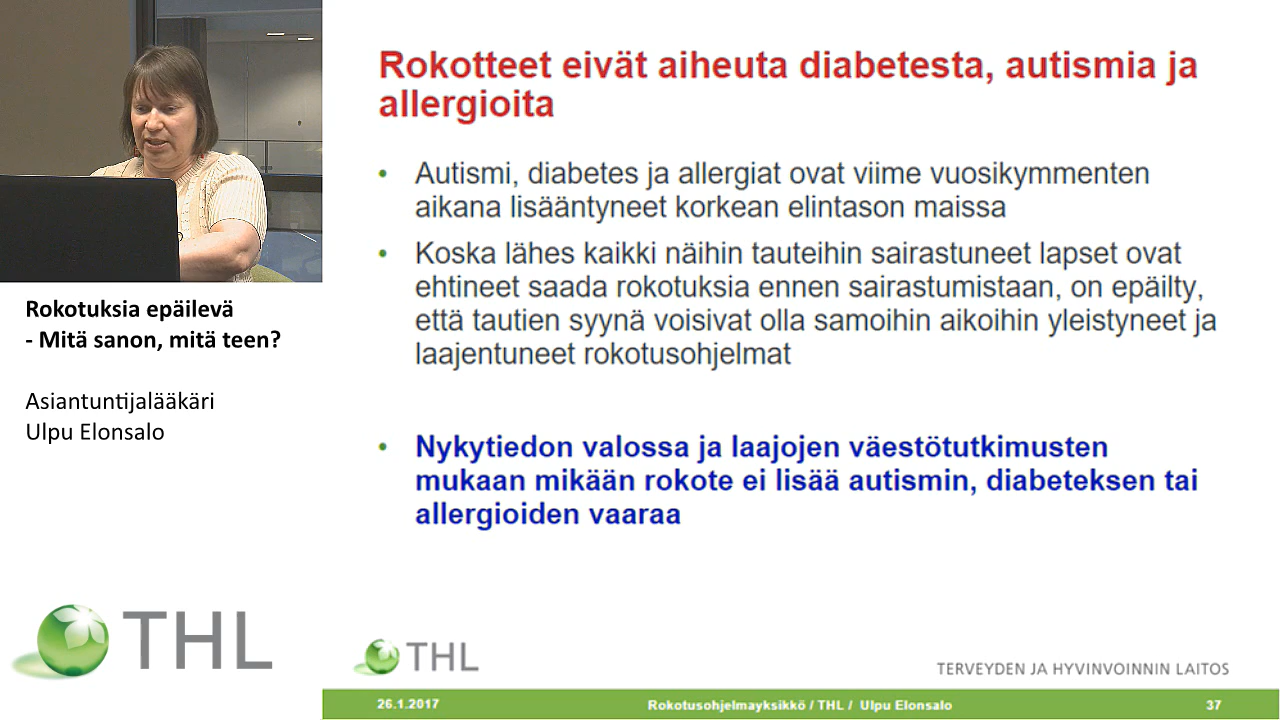 Rokotteet eivät aiheuta diabetesta, autismia ja
allergioita
• Autismi, diabetes ja allergiat ovat viime vuosikymmenten
aikana lisääntyneet korkean elintason maissa
• Koska lähes kaikki näihin tauteihin sairastuneet lapset ovat
ehtineet saada rokotuksia ennen sairastumistaan, on epäilty,
että tautien syynä voisivat olla samoihin aikoihin yleistyneet ja
laajentuneet rokotusohjelmat
• Nykytiedon valossa ja laajojen väestötutkimusten
mukaan mikään rokote ei lisää autismin, diabeteksen tai
allergioiden vaaraa
Rokotuksia epäilevä
- Mitä sanon, mitä teen?
Asiantuntijalääkäri
Ulpu Elonsalo
THL
THL
TERVEYDEN JA HYVINVOINNIN LAITOS
26.1.2017 Rokotusohjelmayksikkö / THL / Ulpu Elonsalo 37